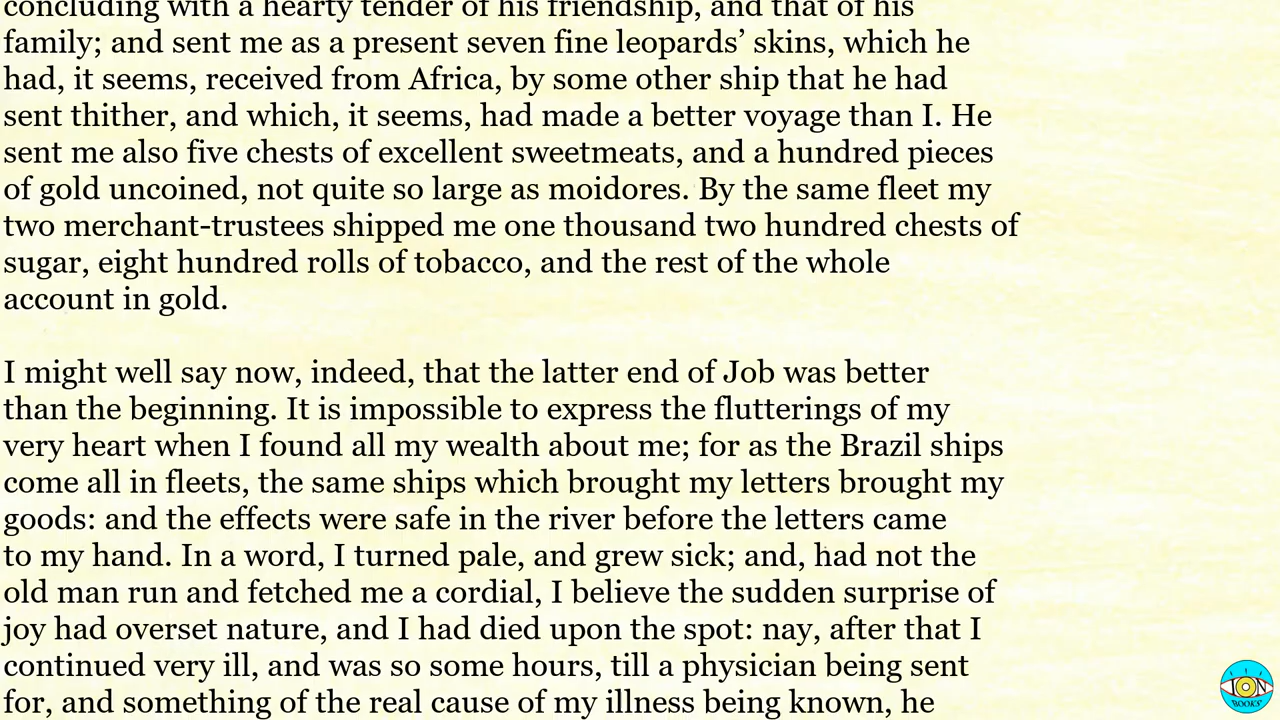 concluding with a hearty tender of his friendship, and that of his
family; and sent me as a present seven fine leopards’ skins, which he
had, it seems, received from Africa, by some other ship that he had
sent thither, and which, it seems, had made a better voyage than I. He
sent me also five chests of excellent sweetmeats, and a hundred pieces
of gold uncoined, not quite so large as moidores. By the same fleet my
two merchant-trustees shipped me one thousand two hundred chests of
sugar, eight hundred rolls of tobacco, and the rest of the whole
account in gold.
I might well say now, indeed, that the latter end of Job was better
than the beginning. It is impossible to express the flutterings of my
very heart when I found all my wealth about me; for as the Brazil ships
come all in fleets, the same ships which brought my letters brought my
goods: and the effects were safe in the river before the letters came
to my hand. In a word, I turned pale, and grew sick; and, had not the
old man run and fetched me a cordial, I believe the sudden surprise of
joy had overset nature, and I had died upon the spot: nay, after that I
continued very ill, and was so some hours, till a physician being sent
for, and something of the real cause of my illness being known, he
ION
BOOKS